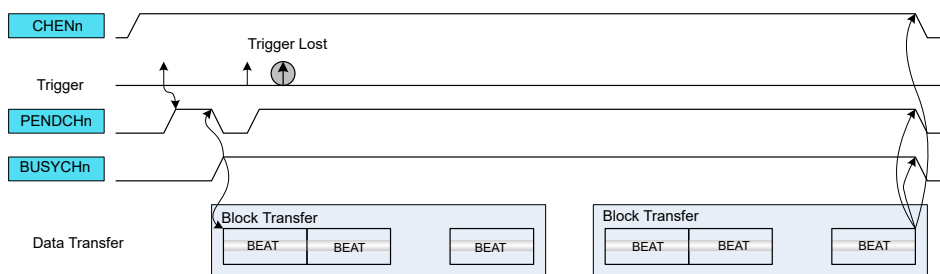 CHENn
Trigger Lost
Trigger
PENDCHn
BUSYCHn
Data Transfer
Block Transfer
BEAT
BEAT
BEAT
Block Transfer
BEAT
BEAT
BEAT